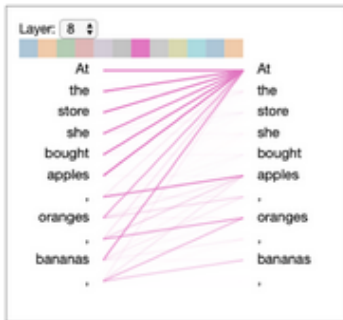 Layer: 8
At At
the the
store store
she she
bought bought
apples apples
, ,
oranges oranges
, ,
bananas bananas
, ,